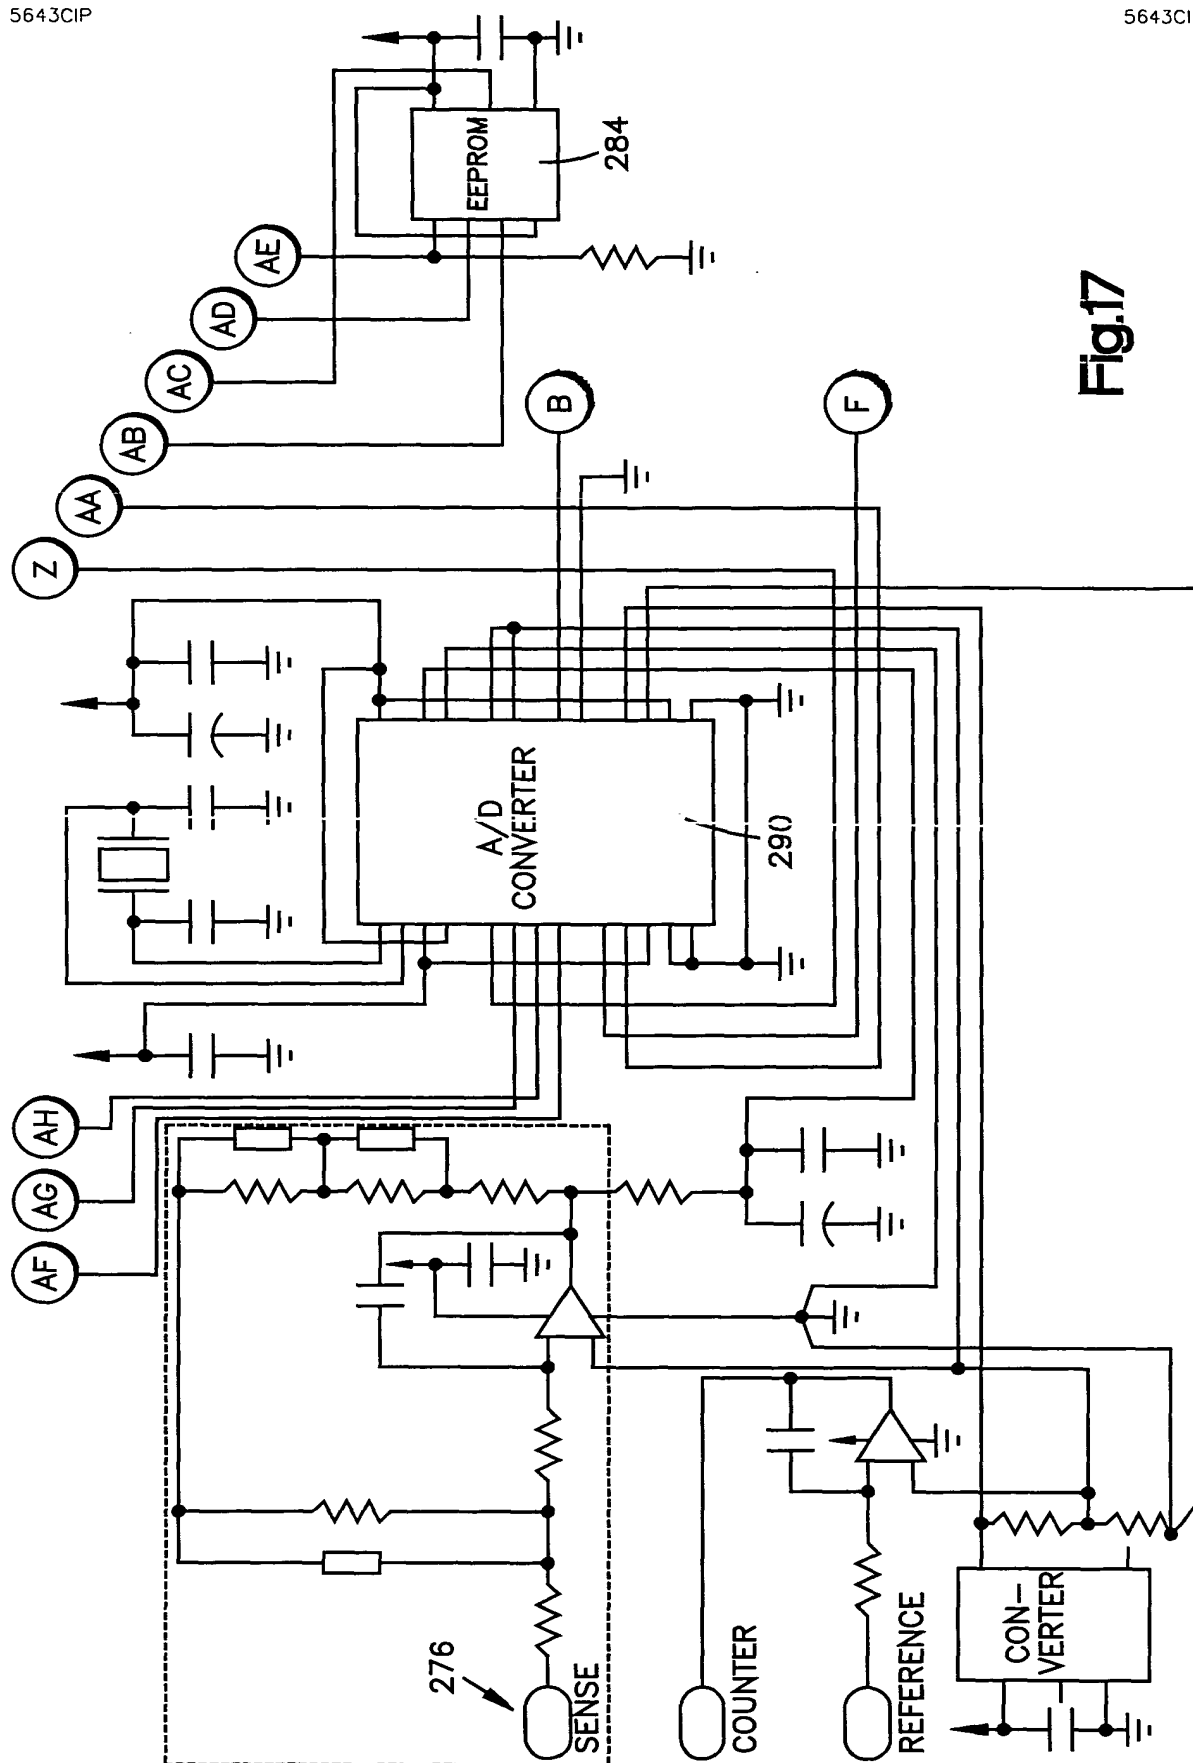 5643CIP
5643CI
EEPROM
284
AE
AD
AC
AB
AA
Z
B
F
Fig.17
A/D
CONVERTER
290
AH
AG
AF
276
SENSE
COUNTER
REFERENCE
CON-
VERTER